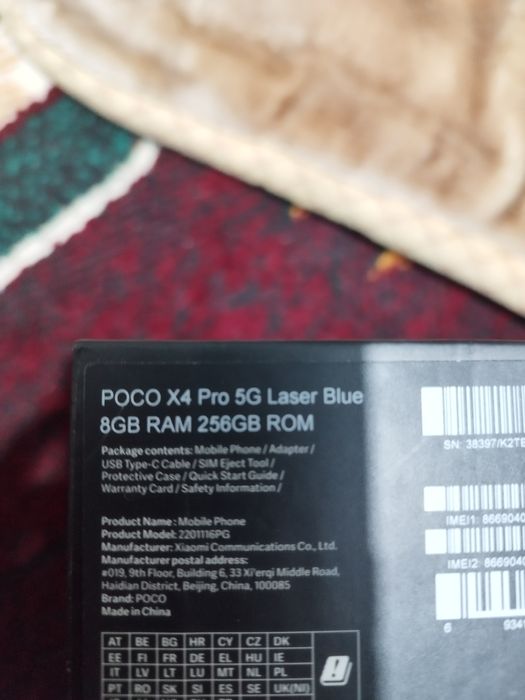 POCO X4 Pro 5G Laser Blue
8GB RAM 256GB ROM
Package contents: Mobile Phone / Adapter /
USB Type-C Cable / SIM Eject Tool /
Protective Case / Quick Start Guide /
Warranty Card / Safety Information /
Product Name: Mobile Phone
Product Model: 2201116PG
Manufacturer: Xiaomi Communications Co., Ltd.
Manufacturer postal address:
#019, 9th Floor, Building 6, 33 Xi'erqi Middle Road,
Haidian District, Beijing, China, 100085
Brand: POCO
Made in China
AT BE BG HR CY CZ DK
EE FI FR DE EL HU IE
IT LV LT LU MT NL PL
PT RO SK SI ES SE UK(NI)
SN: 38397/K2TE
IMEI1: 8669040
IMEI2: 8669040
6 9341